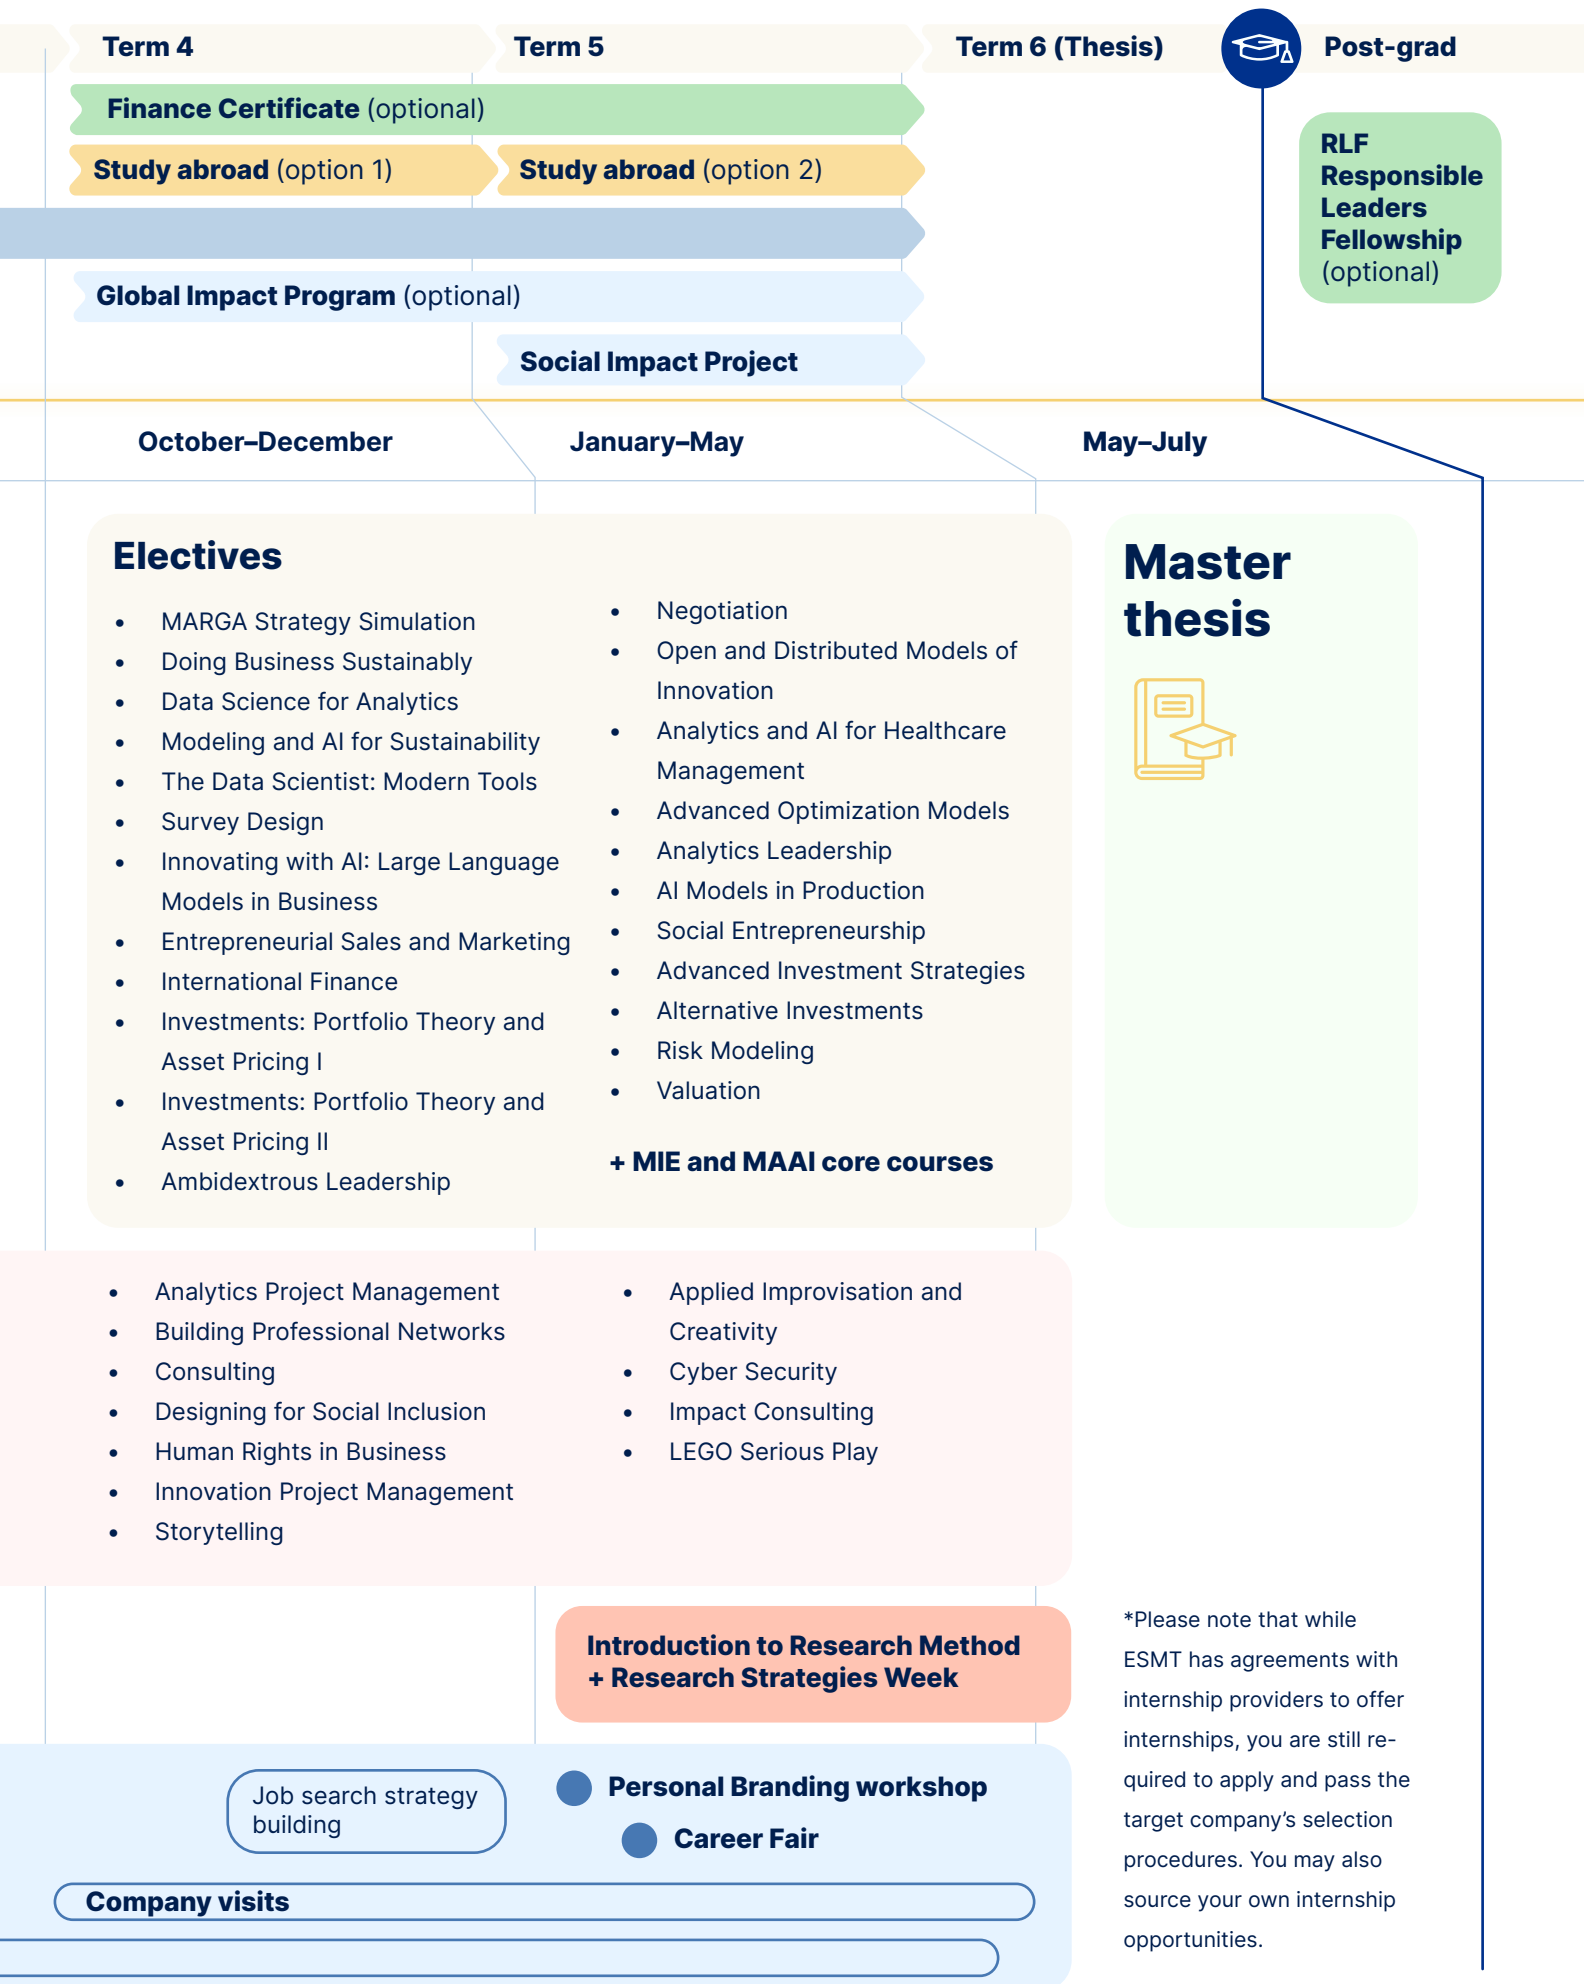 Term 4
Term 5
Term 6 (Thesis)
Post-grad
Finance Certificate (optional)
Study abroad (option 1)
Study abroad (option 2)
RLF
Responsible
Leaders
Fellowship
(optional)
Global Impact Program (optional)
Social Impact Project
October–December
January–May
May–July
Electives
• MARGA Strategy Simulation
• Doing Business Sustainably
• Data Science for Analytics
• Modeling and AI for Sustainability
• The Data Scientist: Modern Tools
• Survey Design
• Innovating with AI: Large Language
Models in Business
• Entrepreneurial Sales and Marketing
• International Finance
• Investments: Portfolio Theory and
Asset Pricing I
• Investments: Portfolio Theory and
Asset Pricing II
• Ambidextrous Leadership
• Negotiation
• Open and Distributed Models of
Innovation
• Analytics and AI for Healthcare
Management
• Advanced Optimization Models
• Analytics Leadership
• AI Models in Production
• Social Entrepreneurship
• Advanced Investment Strategies
• Alternative Investments
• Risk Modeling
• Valuation
+ MIE and MAAI core courses
Master
thesis
• Analytics Project Management
• Building Professional Networks
• Consulting
• Designing for Social Inclusion
• Human Rights in Business
• Innovation Project Management
• Storytelling
• Applied Improvisation and
Creativity
• Cyber Security
• Impact Consulting
• LEGO Serious Play
Introduction to Research Method
+ Research Strategies Week
Job search strategy
building
Personal Branding workshop
Career Fair
Company visits
*Please note that while
ESMT has agreements with
internship providers to offer
internships, you are still re-
quired to apply and pass the
target company's selection
procedures. You may also
source your own internship
opportunities.